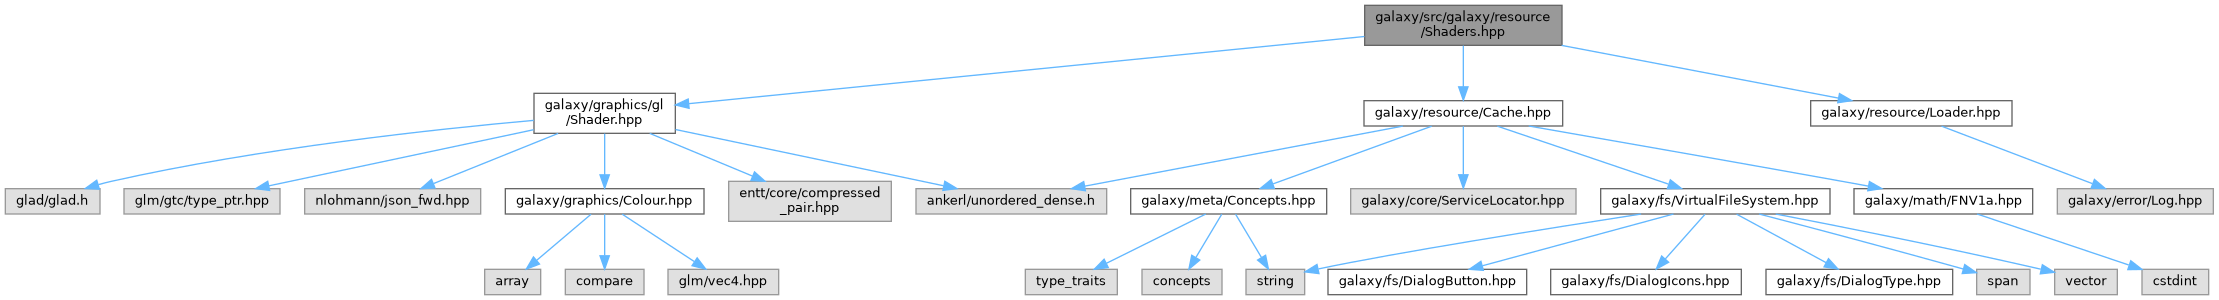 galaxy/src/galaxy/resource
/Shaders.hpp
galaxy/graphics/gl
/Shader.hpp
galaxy/resource/Cache.hpp
galaxy/resource/Loader.hpp
glad/glad.h
glm/gtc/type_ptr.hpp
nlohmann/json_fwd.hpp
galaxy/graphics/Colour.hpp
entt/core/compressed
_pair.hpp
ankerl/unordered_dense.h
galaxy/meta/Concepts.hpp
galaxy/core/ServiceLocator.hpp
galaxy/fs/VirtualFileSystem.hpp
galaxy/math/FNV1a.hpp
galaxy/error/Log.hpp
array
compare
glm/vec4.hpp
type_traits
concepts
string
galaxy/fs/DialogButton.hpp
galaxy/fs/DialogIcons.hpp
galaxy/fs/DialogType.hpp
span
vector
cstdint